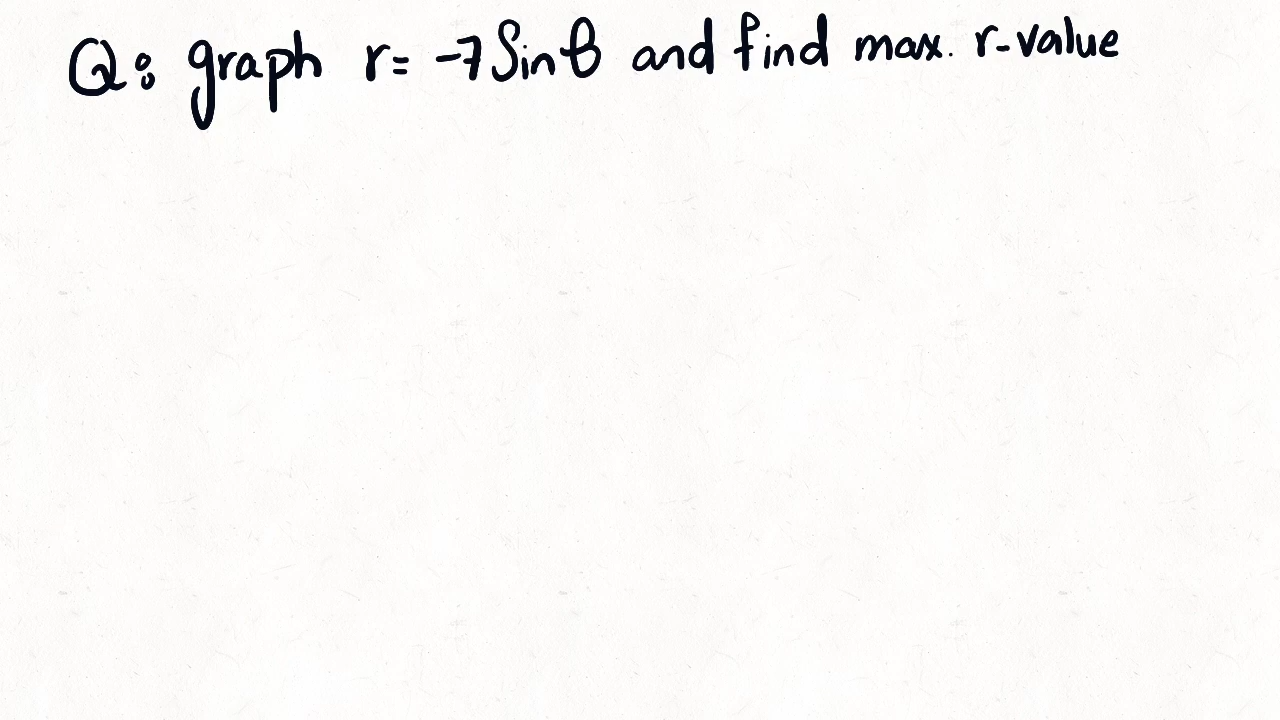 Q: graph r= -7 Sin θ and find max. r-value